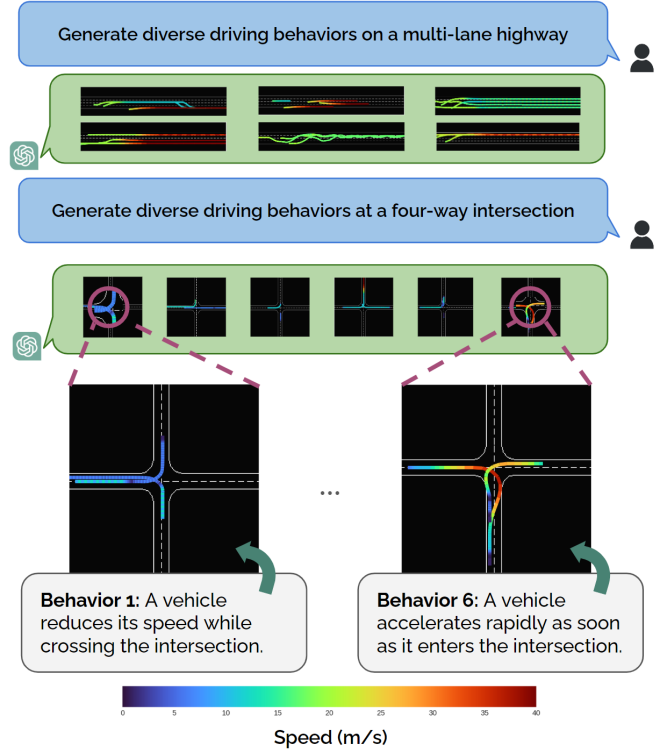 Generate diverse driving behaviors on a multi-lane highway
Generate diverse driving behaviors at a four-way intersection
...
Behavior 1: A vehicle
reduces its speed while
crossing the intersection.
Behavior 6: A vehicle
accelerates rapidly as soon
as it enters the intersection.
0 5 10 15 20 25 30 35 40
Speed (m/s)